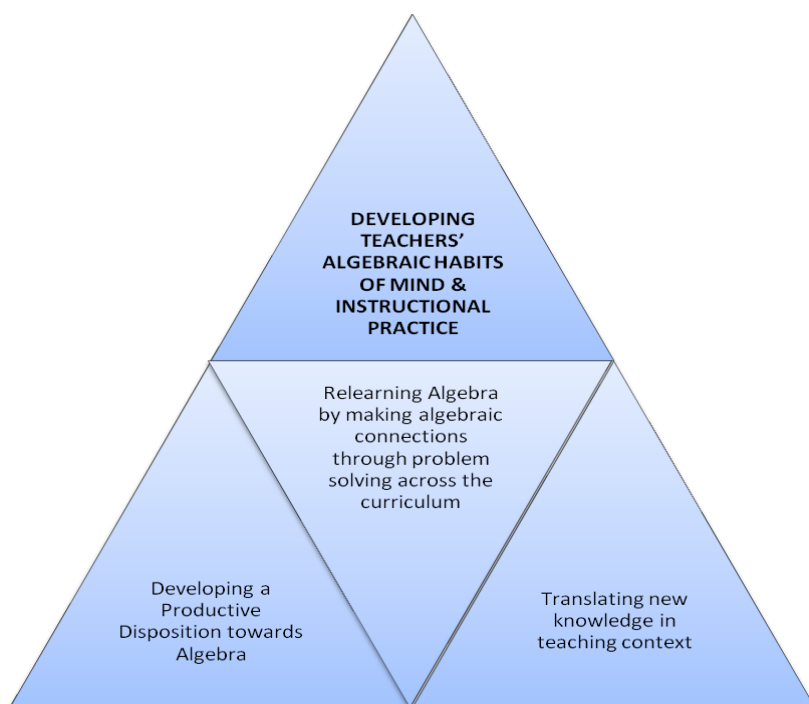 DEVELOPING
TEACHERS’
ALGEBRAIC HABITS
OF MIND &
INSTRUCTIONAL
PRACTICE
Relearning Algebra
by making algebraic
connections
through problem
solving across the
curriculum
Developing a
Productive
Disposition towards
Algebra
Translating new
knowledge in
teaching context